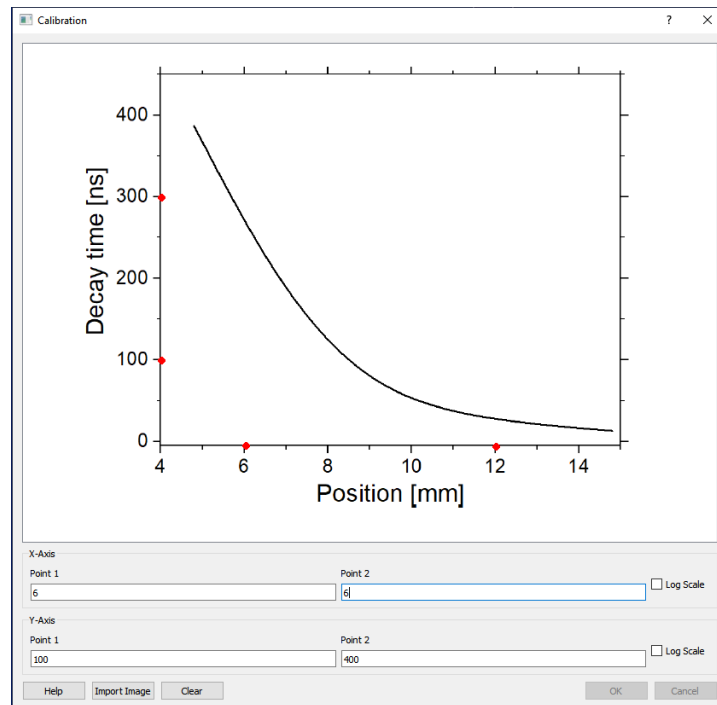 Calibration
?
400
300
200
100
0
Decay time [ns]
4 6 8 10 12 14
Position [mm]
X-Axis
Point 1 Point 2
6 6 Log Scale
Y-Axis
Point 1 Point 2
100 400 Log Scale
Help Import Image Clear OK Cancel